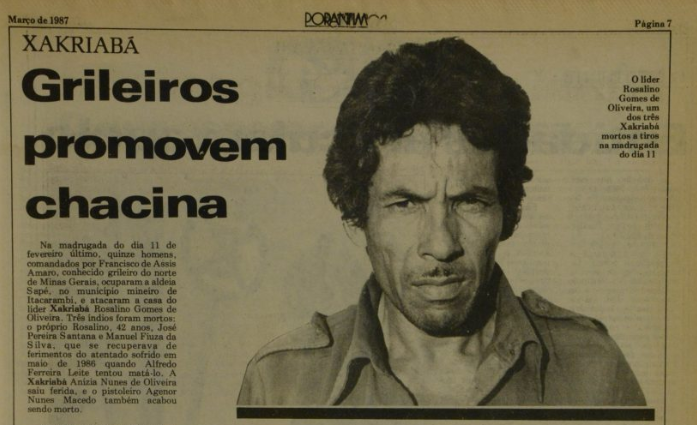 Março de 1987
PORANTIM
Página 7
XAKRIABÁ
Grileiros
promovem
chacina
Na madrugada do dia 11 de
fevereiro último, quinze homens,
comandados por Francisco de Assis
Amaro, conhecido grileiro do norte
de Minas Gerais, ocuparam a aldeia
Sapé, no município mineiro de
Itacarambi, e atacaram a casa do
líder Xakriabá Rosalino Gomes de
Oliveira. Três índios foram mortos:
o próprio Rosalino, 42 anos, José
Pereira Santana e Manuel Fiuza da
Silva, que se recuperava de
ferimentos do atentado sofrido em
maio de 1986 quando Alfredo
Ferreira Leite tentou matá-lo. A
Xakriabá Anízia Nunes de Oliveira
saiu ferida, e o pistoleiro Agenor
Nunes Macedo também acabou
sendo morto.
O líder
Rosalino
Gomes de
Oliveira, um
dos três
Xakriabá
mortos a tiros
na madrugada
do dia 11